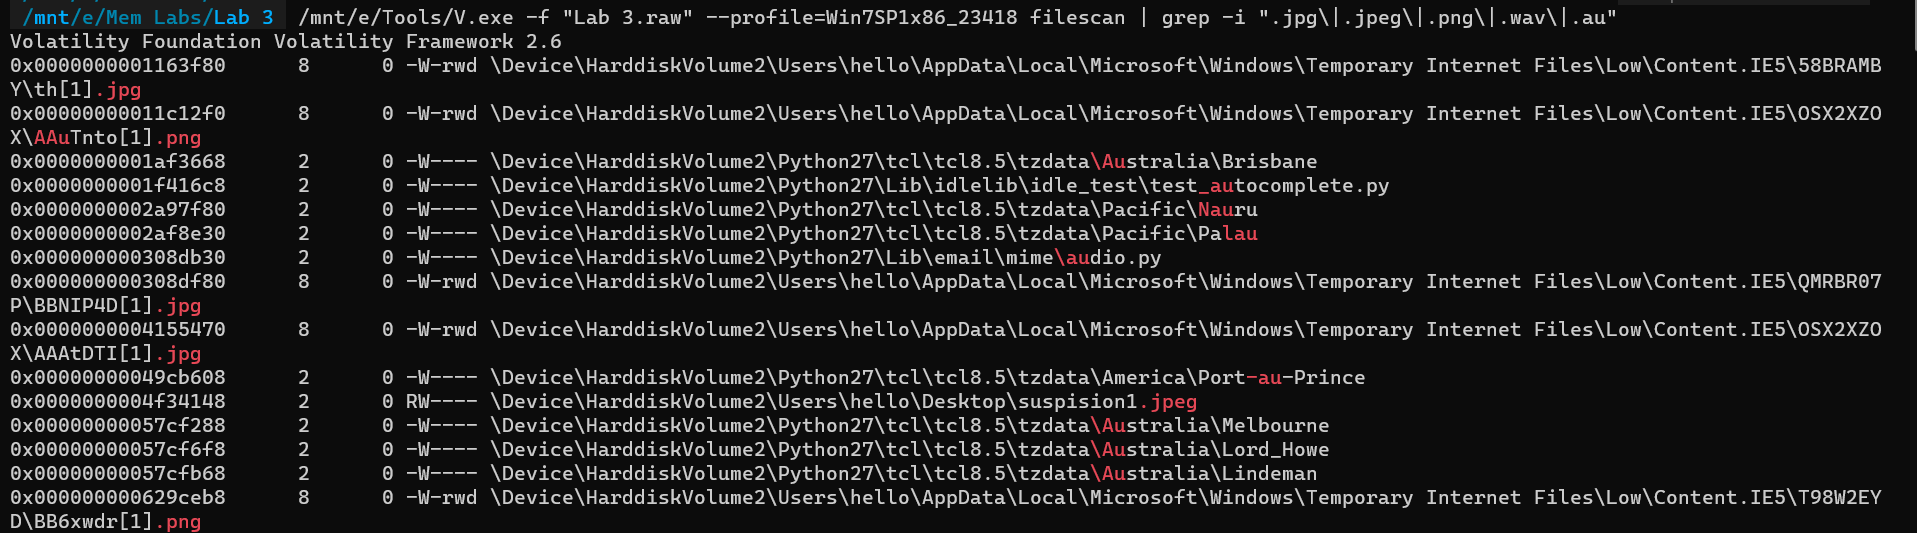 /mnt/e/Mem Labs/Lab 3  /mnt/e/Tools/V.exe -f "Lab 3.raw" --profile=Win7SP1x86_23418 filescan | grep -i ".jpg\|.jpeg\|.png\|.wav\|.au"
Volatility Foundation Volatility Framework 2.6
0x0000000001163f80      8      0 -W-rwd \Device\HarddiskVolume2\Users\hello\AppData\Local\Microsoft\Windows\Temporary Internet Files\Low\Content.IE5\58BRAMB
Y\th[1].jpg
0x00000000011c12f0      8      0 -W-rwd \Device\HarddiskVolume2\Users\hello\AppData\Local\Microsoft\Windows\Temporary Internet Files\Low\Content.IE5\OSX2XZO
X\AAuTnto[1].png
0x0000000001af3668      2      0 -W---- \Device\HarddiskVolume2\Python27\tcl\tcl8.5\tzdata\Australia\Brisbane
0x0000000001f416c8      2      0 -W---- \Device\HarddiskVolume2\Python27\Lib\idlelib\idle_test\test_autocomplete.py
0x0000000002a97f80      2      0 -W---- \Device\HarddiskVolume2\Python27\tcl\tcl8.5\tzdata\Pacific\Nauru
0x0000000002af8e30      2      0 -W---- \Device\HarddiskVolume2\Python27\tcl\tcl8.5\tzdata\Pacific\Palau
0x000000000308db30      2      0 -W---- \Device\HarddiskVolume2\Python27\Lib\email\mime\audio.py
0x000000000308df80      8      0 -W-rwd \Device\HarddiskVolume2\Users\hello\AppData\Local\Microsoft\Windows\Temporary Internet Files\Low\Content.IE5\QMRBR07
P\BBNIP4D[1].jpg
0x0000000004155470      8      0 -W-rwd \Device\HarddiskVolume2\Users\hello\AppData\Local\Microsoft\Windows\Temporary Internet Files\Low\Content.IE5\OSX2XZO
X\AAAtDTI[1].jpg
0x00000000049cb608      2      0 -W---- \Device\HarddiskVolume2\Python27\tcl\tcl8.5\tzdata\America\Port-au-Prince
0x0000000004f34148      2      0 RW---- \Device\HarddiskVolume2\Users\hello\Desktop\suspision1.jpeg
0x00000000057cf288      2      0 -W---- \Device\HarddiskVolume2\Python27\tcl\tcl8.5\tzdata\Australia\Melbourne
0x00000000057cf6f8      2      0 -W---- \Device\HarddiskVolume2\Python27\tcl\tcl8.5\tzdata\Australia\Lord_Howe
0x00000000057cfb68      2      0 -W---- \Device\HarddiskVolume2\Python27\tcl\tcl8.5\tzdata\Australia\Lindeman
0x000000000629ceb8      8      0 -W-rwd \Device\HarddiskVolume2\Users\hello\AppData\Local\Microsoft\Windows\Temporary Internet Files\Low\Content.IE5\T98W2EY
D\BB6xwdr[1].png